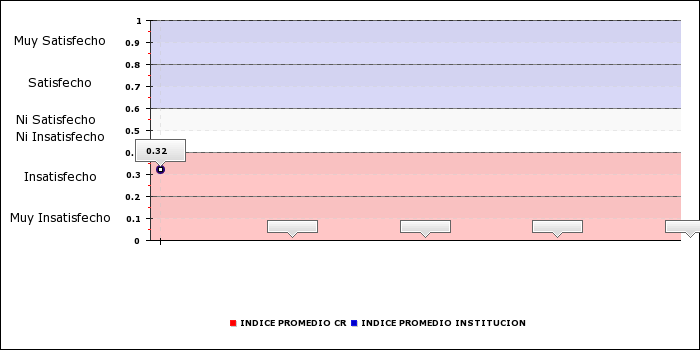 1
Muy Satisfecho
0.9
0.8
Satisfecho
0.7
0.6
Ni Satisfecho
Ni Insatisfecho
0.5
0.
0.32
Insatisfecho
0.3
0.2
Muy Insatisfecho
0.1
0
INDICE PROMEDIO CR INDICE PROMEDIO INSTITUCION